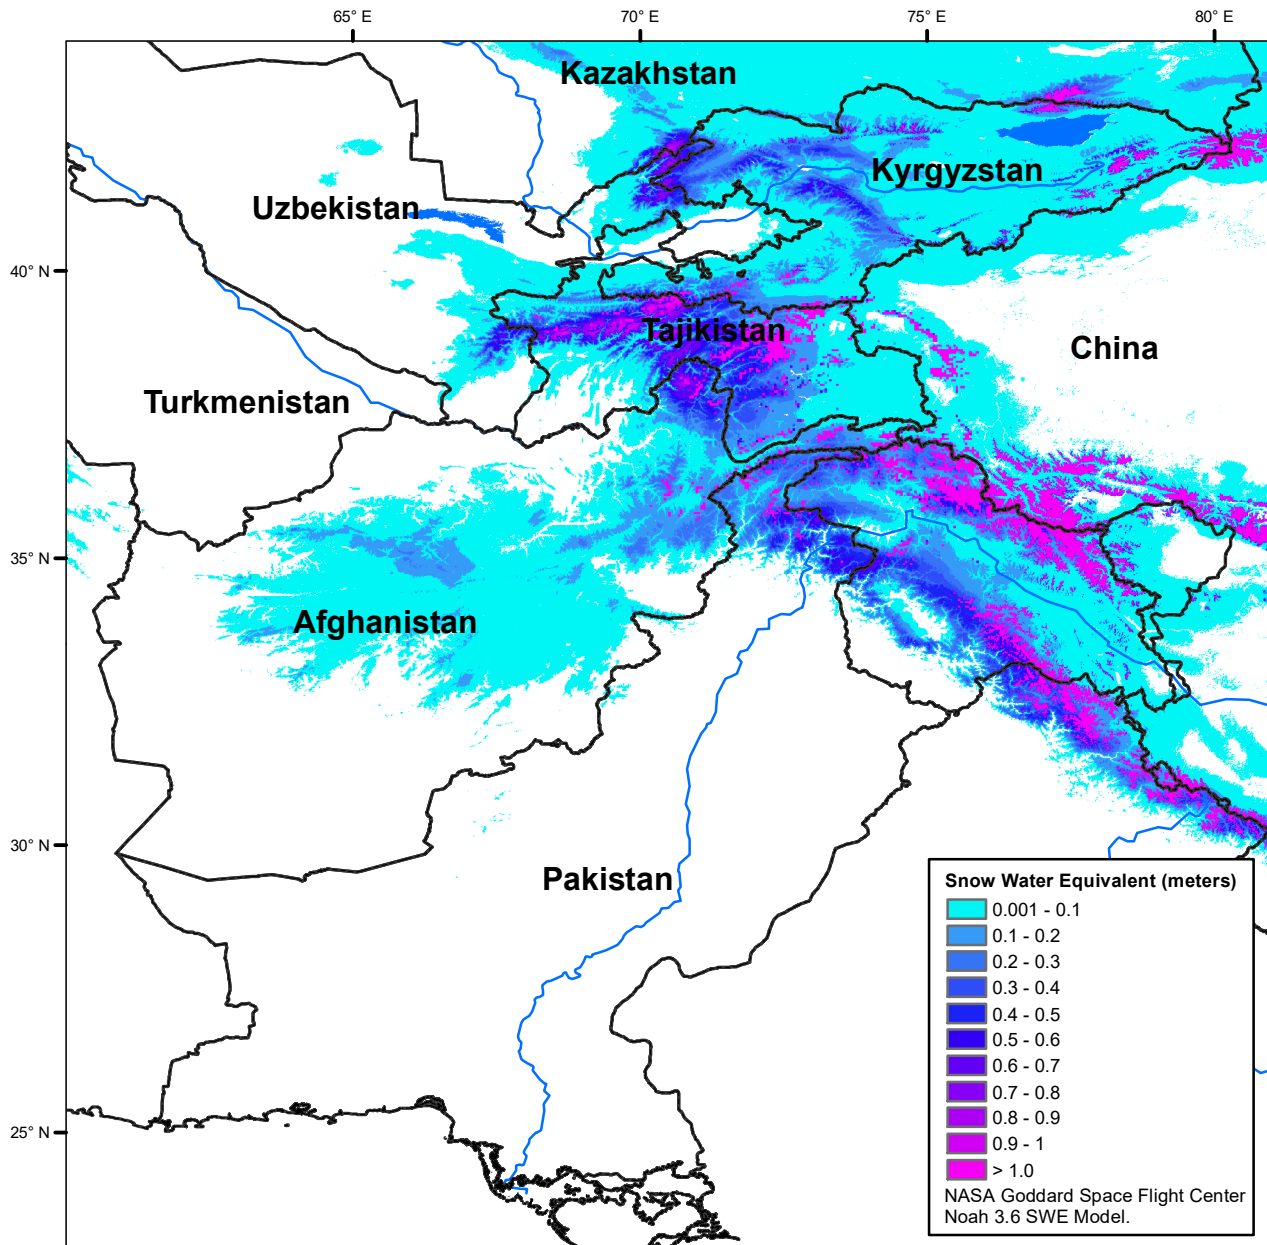 65° E
70° E
75° E
80° E
Kazakhstan
Kyrgyzstan
Uzbekistan
40° N
Tajikistan
China
Turkmenistan
35° N
Afghanistan
30° N
Pakistan
25° N
Snow Water Equivalent (meters)
0.001 - 0.1
0.1 - 0.2
0.2 - 0.3
0.3 - 0.4
0.4 - 0.5
0.5 - 0.6
0.6 - 0.7
0.7 - 0.8
0.8 - 0.9
0.9 - 1
> 1.0
NASA Goddard Space Flight Center
Noah 3.6 SWE Model.